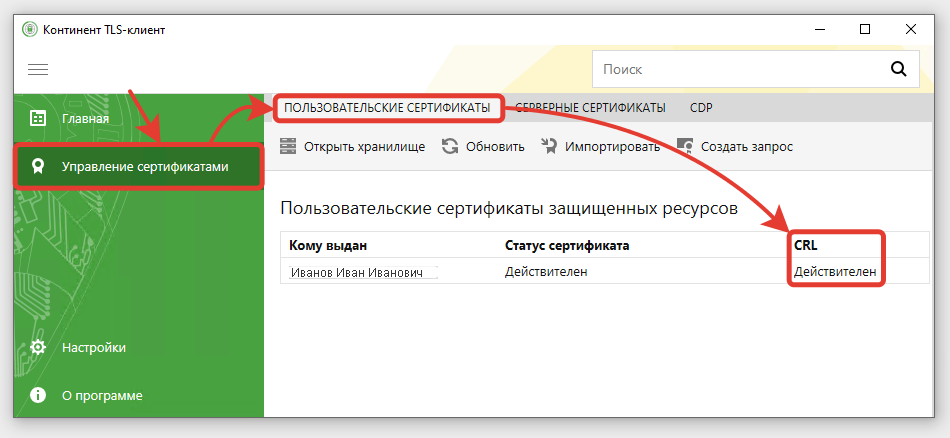 Континент TLS-клиент
Поиск
Главная
Управление сертификатами
Настройки
О программе
ПОЛЬЗОВАТЕЛЬСКИЕ СЕРТИФИКАТЫ СЕРВЕРНЫЕ СЕРТИФИКАТЫ CDP
Открыть хранилище Обновить Импортировать Создать запрос
Пользовательские сертификаты защищенных ресурсов
Кому выдан Статус сертификата CRL
Иванов Иван Иванович Действителен Действителен